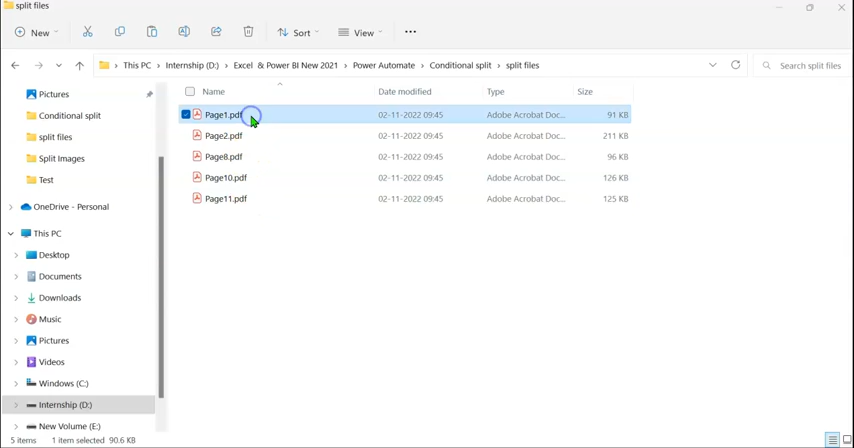 split files
New
Sort
View
This PC > Internship (D:) > Excel & Power BI New 2021 > Power Automate > Conditional split > split files
Search split files
Name Date modified Type Size
Page1.pdf 02-11-2022 09:45 Adobe Acrobat Doc... 91 KB
Page2.pdf 02-11-2022 09:45 Adobe Acrobat Doc... 211 KB
Page8.pdf 02-11-2022 09:45 Adobe Acrobat Doc... 96 KB
Page10.pdf 02-11-2022 09:45 Adobe Acrobat Doc... 126 KB
Page11.pdf 02-11-2022 09:45 Adobe Acrobat Doc... 125 KB
Pictures
Conditional split
split files
Split Images
Test
OneDrive - Personal
This PC
Desktop
Documents
Downloads
Music
Pictures
Videos
Windows (C:)
Internship (D:)
New Volume (E:)
5 items 1 item selected 90.6 KB